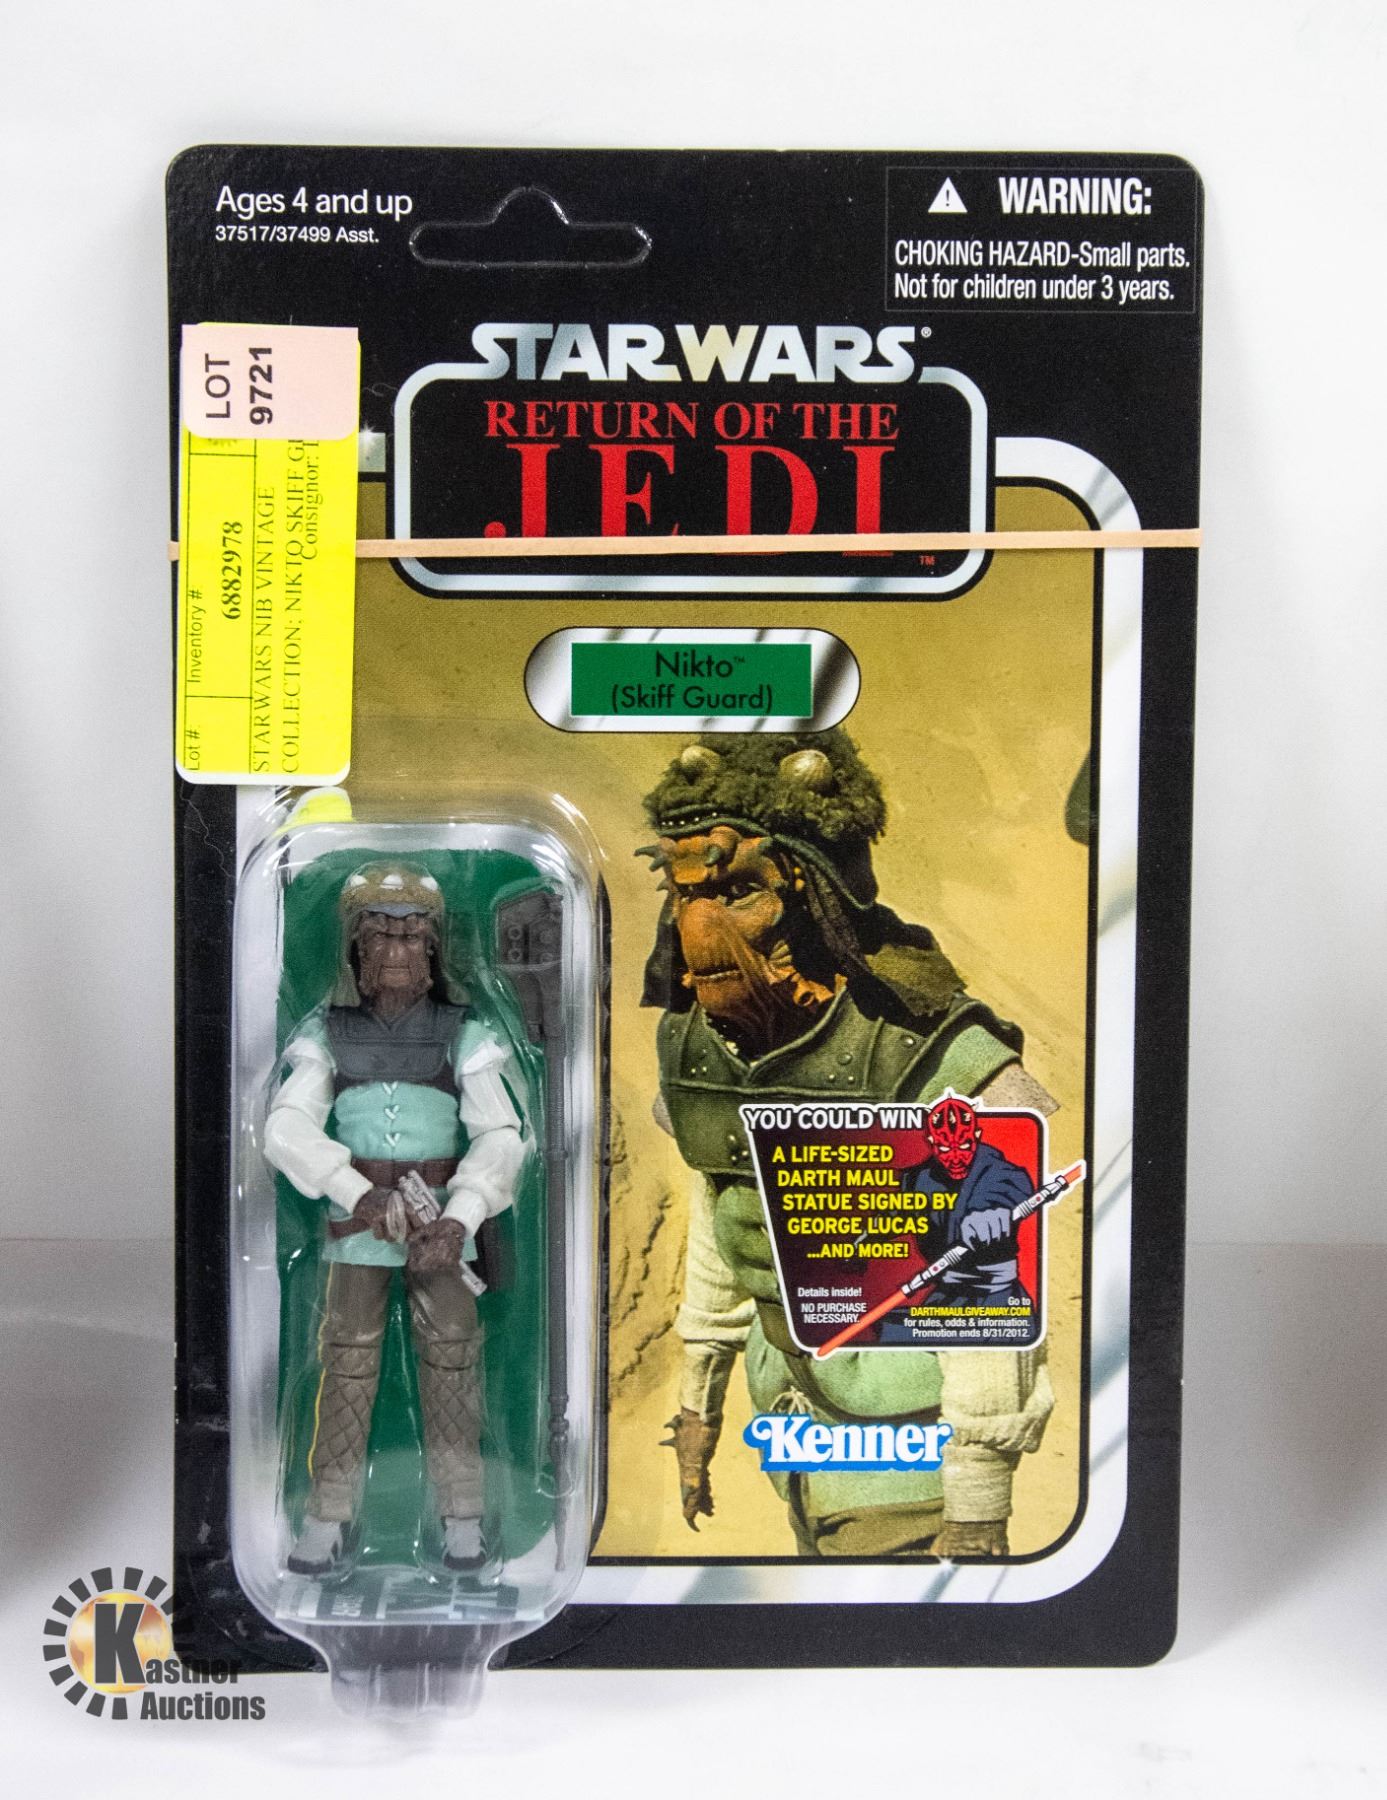 Ages 4 and up
37517/37499 Asst.
WARNING:
CHOKING HAZARD-Small parts.
Not for children under 3 years.
STAR WARS®
RETURN OF THE
JEDI
TM
LOT
9721
Lot #:
Inventory #:
6882978
STARWARS NIB VINTAGE
COLLECTION: NIKTO SKIFF
Consignor:
Nikto™
(Skiff Guard)
YOU COULD WIN
A LIFE-SIZED
DARTH MAUL
STATUE SIGNED BY
GEORGE LUCAS
...AND MORE!
Details inside!
NO PURCHASE
NECESSARY.
Go to
DARTHMAULGIVEAWAY.COM
for rules, odds & information.
Promotion ends 8/31/2012.
Kenner
Kastner
Auctions